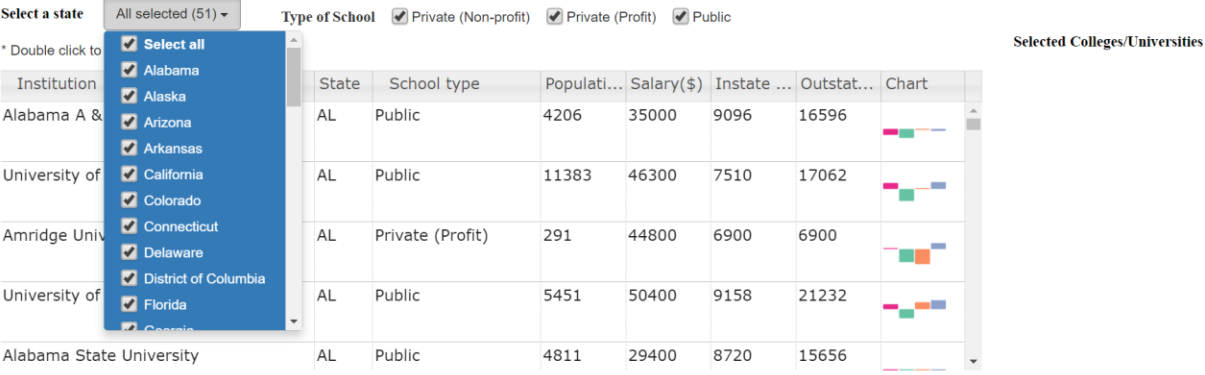 Select a state All selected (51) Type of School Private (Non-profit) Private (Profit) Public
Selected Colleges/Universities
* Double click to
Select all
Alabama
Alaska
Arizona
Arkansas
California
Colorado
Connecticut
Delaware
District of Columbia
Florida
Georgia
Institution State School type Populati... Salary($) Instate ... Outstat... Chart
Alabama A & AL Public 4206 35000 9096 16596
University of AL Public 11383 46300 7510 17062
Amridge Univ AL Private (Profit) 291 44800 6900 6900
University of AL Public 5451 50400 9158 21232
Alabama State University AL Public 4811 29400 8720 15656